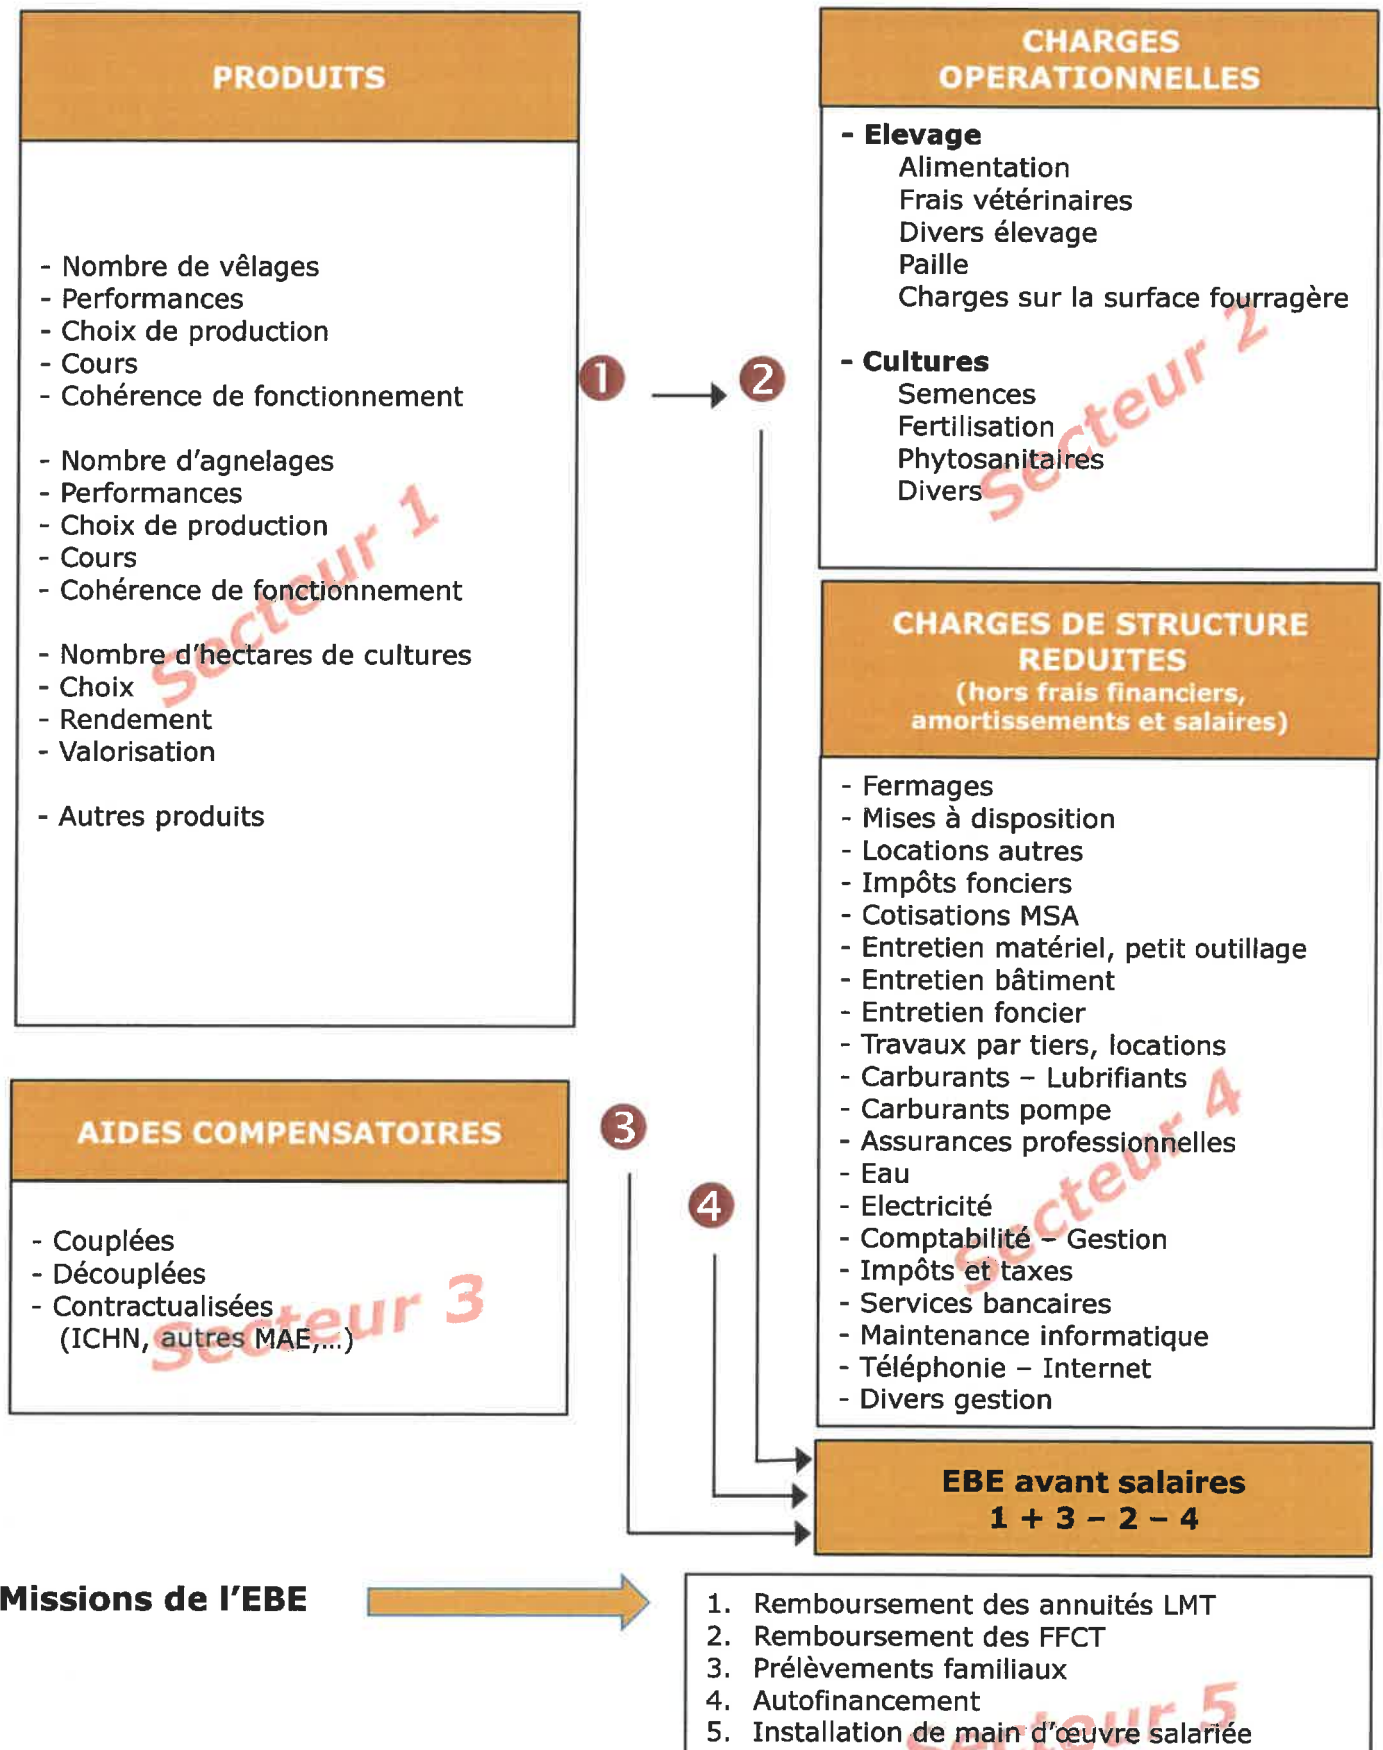 PRODUITS
- Nombre de vêlages
- Performances
- Choix de production
- Cours
- Cohérence de fonctionnement
- Nombre d'agnelages
- Performances
- Choix de production
- Cours
- Cohérence de fonctionnement
- Nombre d'hectares de cultures
- Choix
- Rendement
- Valorisation
- Autres produits
Secteur 1
1
2
CHARGES
OPERATIONNELLES
- Elevage
Alimentation
Frais vétérinaires
Divers élevage
Paille
Charges sur la surface fourragère
- Cultures
Semences
Fertilisation
Phytosanitaires
Divers
Secteur 2
CHARGES DE STRUCTURE
REDUITES
(hors frais financiers,
amortissements et salaires)
- Fermages
- Mises à disposition
- Locations autres
- Impôts fonciers
- Cotisations MSA
- Entretien matériel, petit outillage
- Entretien bâtiment
- Entretien foncier
- Travaux par tiers, locations
- Carburants – Lubrifiants
- Carburants pompe
- Assurances professionnelles
- Eau
- Electricité
- Comptabilité – Gestion
- Impôts et taxes
- Services bancaires
- Maintenance informatique
- Téléphonie – Internet
- Divers gestion
Secteur 4
AIDES COMPENSATOIRES
- Couplées
- Découplées
- Contractualisées
(ICHN, autres MAE,...)
Secteur 3
3
4
EBE avant salaires
1 + 3 – 2 – 4
Missions de l'EBE
1. Remboursement des annuités LMT
2. Remboursement des FFCT
3. Prélèvements familiaux
4. Autofinancement
5. Installation de main d'œuvre salariée
Secteur 5